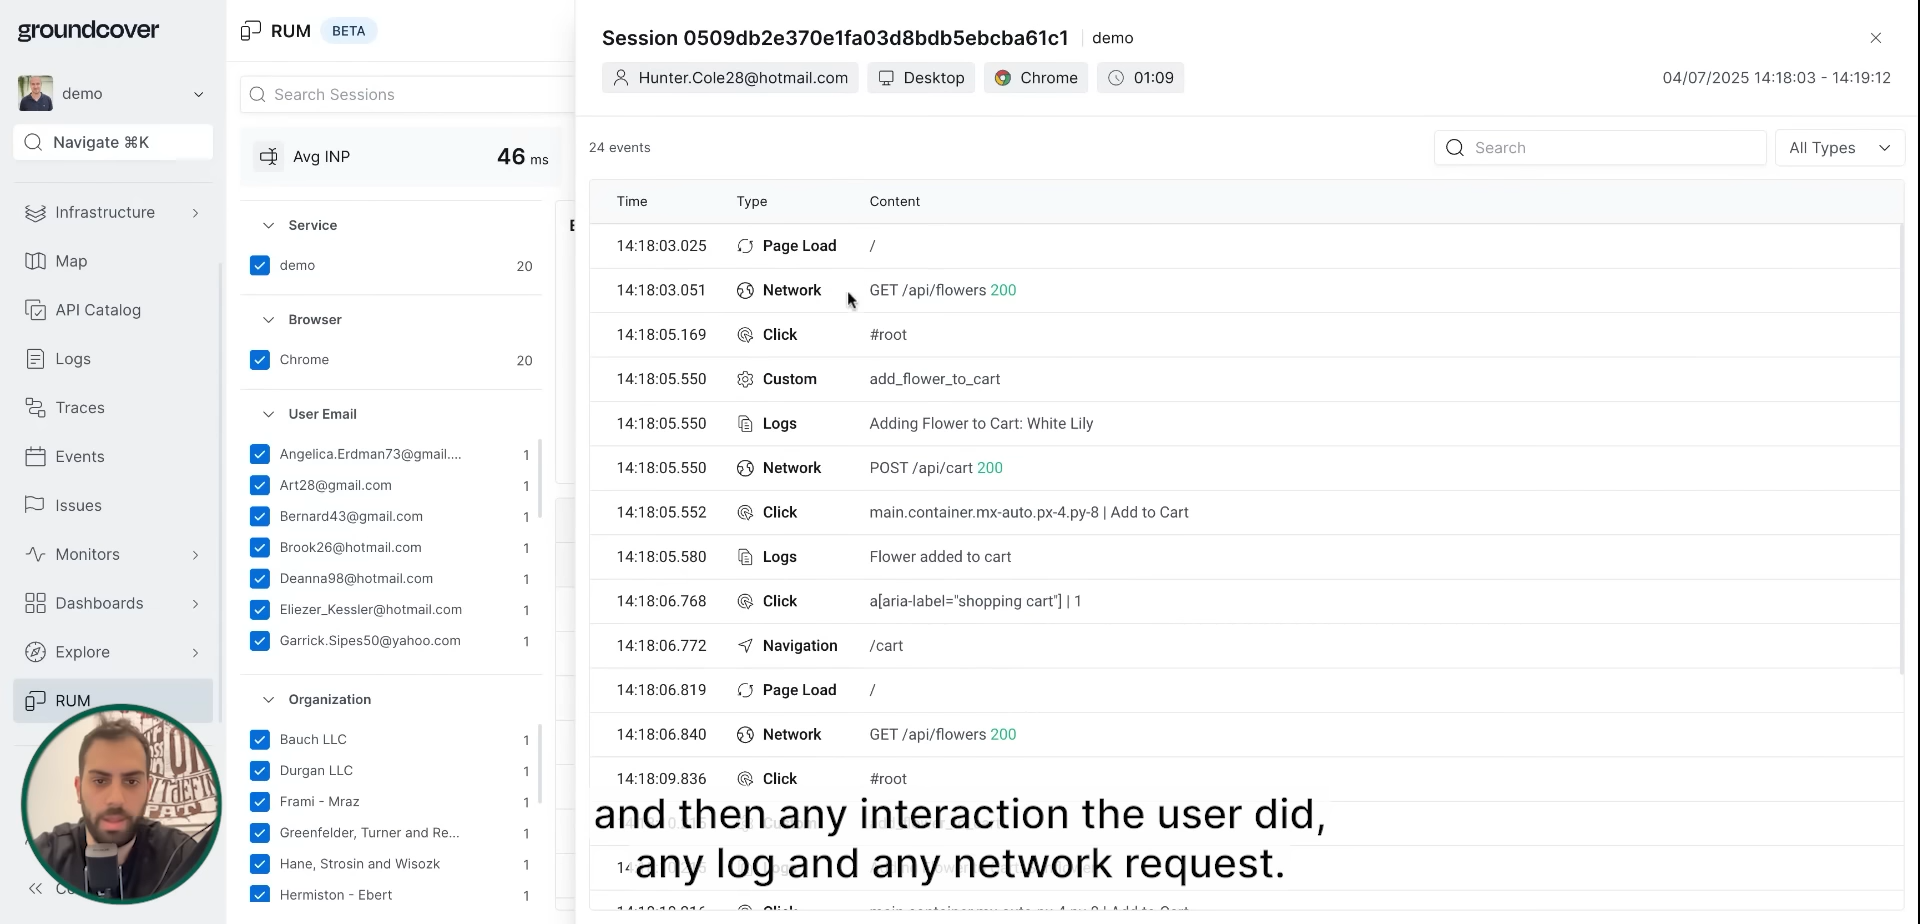 groundcover
demo
Navigate ⌘K
Infrastructure
Map
API Catalog
Logs
Traces
Events
Issues
Monitors
Dashboards
Explore
RUM
RUM BETA
Search Sessions
Avg INP 46 ms
Service
demo 20
Browser
Chrome 20
User Email
Angelica.Erdman73@gmail.... 1
Art28@gmail.com 1
Bernard43@gmail.com 1
Brook26@hotmail.com 1
Deanna98@hotmail.com 1
Eliezer_Kessler@hotmail.com 1
Garrick.Sipes50@yahoo.com 1
Organization
Bauch LLC 1
Durgan LLC 1
Frami - Mraz 1
Greenfelder, Turner and Re... 1
Hane, Strosin and Wisozk 1
Hermiston - Ebert 1
Session 0509db2e370e1fa03d8bdb5ebcba61c1 demo
Hunter.Cole28@hotmail.com Desktop Chrome 01:09
04/07/2025 14:18:03 - 14:19:12
24 events
Search
All Types
Time Type Content
14:18:03.025 Page Load /
14:18:03.051 Network GET /api/flowers 200
14:18:05.169 Click #root
14:18:05.550 Custom add_flower_to_cart
14:18:05.550 Logs Adding Flower to Cart: White Lily
14:18:05.550 Network POST /api/cart 200
14:18:05.552 Click main.container.mx-auto.px-4.py-8 | Add to Cart
14:18:05.580 Logs Flower added to cart
14:18:06.768 Click a[aria-label="shopping cart"] | 1
14:18:06.772 Navigation /cart
14:18:06.819 Page Load /
14:18:06.840 Network GET /api/flowers 200
14:18:09.836 Click #root
and then any interaction the user did,
any log and any network request.